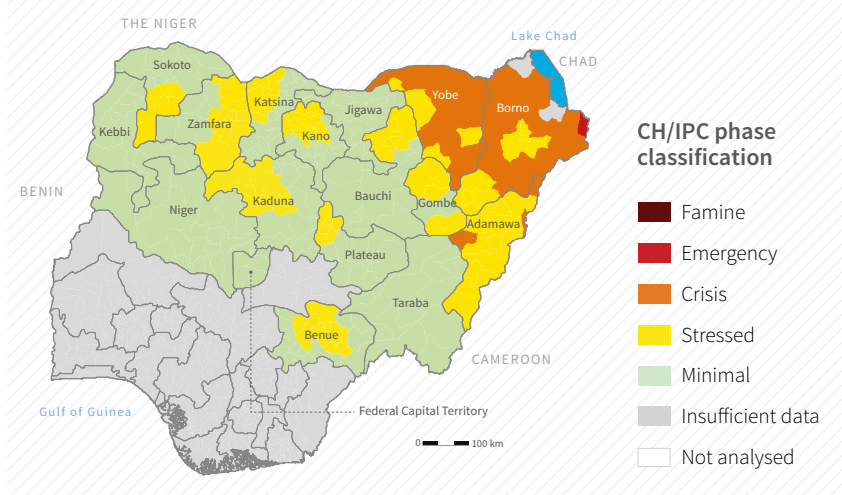 THE NIGER
Lake Chad
CHAD
Sokoto
Katsina
Yobe
Borno
Jigawa
Kebbi
Zamfara
Kano
BENIN
Niger
Kaduna
Bauchi
Gombe
Adamawa
Plateau
Taraba
Benue
CAMEROON
Gulf of Guinea
Federal Capital Territory
0 100 km
CH/IPC phase
classification
Famine
Emergency
Crisis
Stressed
Minimal
Insufficient data
Not analysed